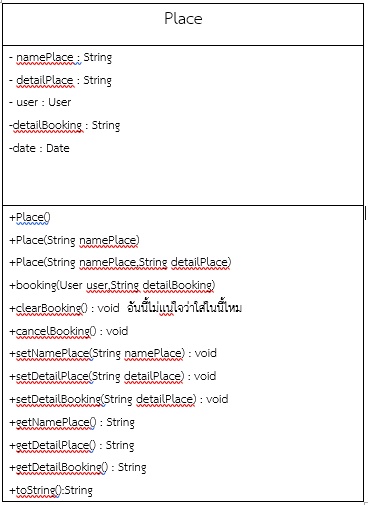 Place
- namePlace : String
- detailPlace : String
- user : User
-detailBooking : String
-date : Date
+Place()
+Place(String namePlace)
+Place(String namePlace,String detailPlace)
+booking(User user,String detailBooking)
+clearBooking() : void อันนี้ไม่แน่ใจว่าใส่ในนี้ไหม
+cancelBooking() : void
+setNamePlace(String namePlace) : void
+setDetailPlace(String detailPlace) : void
+setDetailBooking(String detailPlace) : void
+getNamePlace() : String
+getDetailPlace() : String
+getDetailBooking() : String
+toString():String